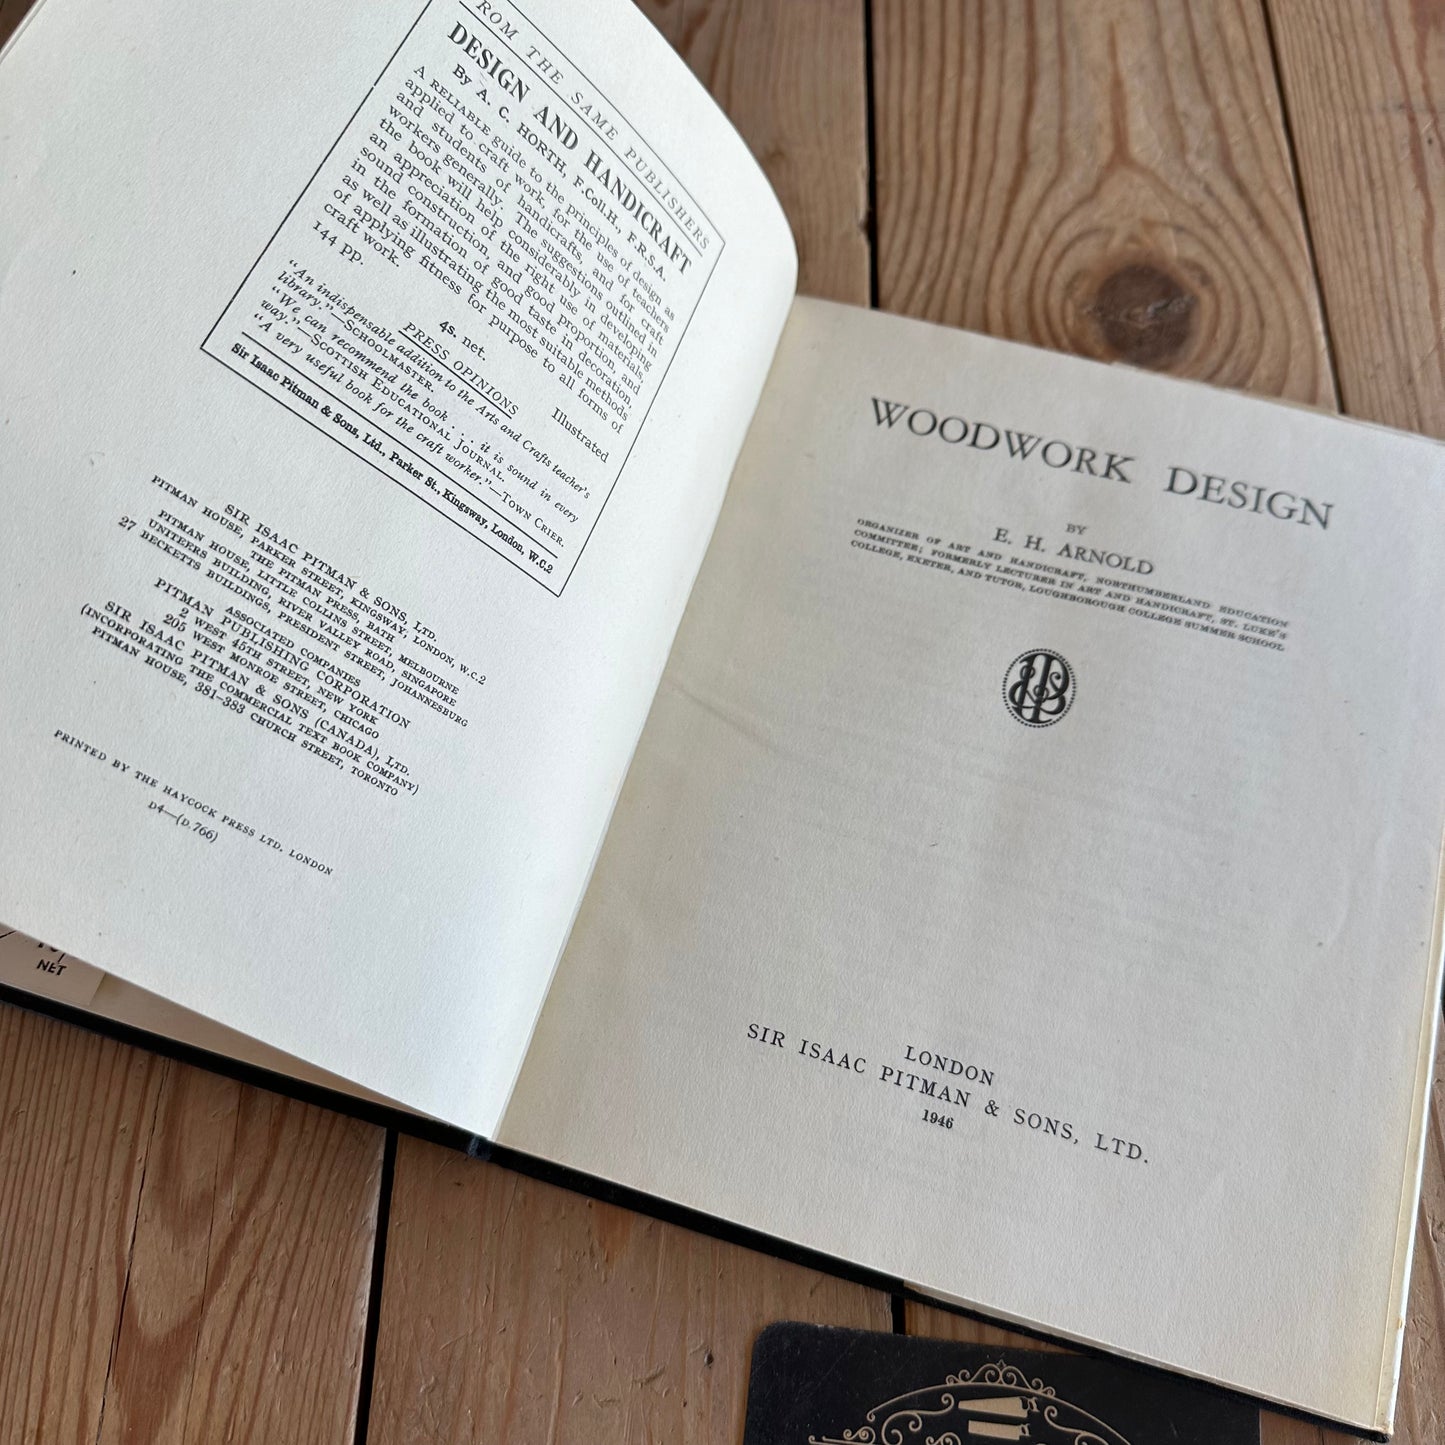 ROM THE SAME PUBLISHERS
DESIGN AND HANDICRAFT
By A. C. HORTH, F.Coll.H., F.R.S.A.
A RELIABLE guide to the principles of design as
applied to craft work, for the use of teachers
and students of handicrafts, and for craft
workers generally. The suggestions outlined in
the book will help considerably in developing
an appreciation of the right use of materials,
sound construction, and good proportion, and
in the formation of good taste in decoration,
as well as illustrating the most suitable methods
of applying fitness for purpose to all forms of
craft work. Illustrated
144 pp. 4s. net.
PRESS OPINIONS
"An indispensable addition to the Arts and Crafts teacher's
library."—SCHOOLMASTER.
"We can recommend the book . . . it is sound in every
way."—SCOTTISH EDUCATIONAL JOURNAL.
"A very useful book for the craft worker."—TOWN CRIER.
Sir Isaac Pitman & Sons, Ltd., Parker St., Kingsway, London, W.C.2
SIR ISAAC PITMAN & SONS, LTD.
PITMAN HOUSE, PARKER STREET, KINGSWAY, LONDON, W.C.2
THE PITMAN PRESS, BATH
PITMAN HOUSE, LITTLE COLLINS STREET, MELBOURNE
UNITEERS BUILDING, RIVER VALLEY ROAD, SINGAPORE
27 BECKETTS BUILDINGS, PRESIDENT STREET, JOHANNESBURG
ASSOCIATED COMPANIES
PITMAN PUBLISHING CORPORATION
2 WEST 45TH STREET, NEW YORK
205 WEST MONROE STREET, CHICAGO
SIR ISAAC PITMAN & SONS (CANADA), LTD.
(INCORPORATING THE COMMERCIAL TEXT BOOK COMPANY)
PITMAN HOUSE, 381–383 CHURCH STREET, TORONTO
PRINTED BY THE HAYCOCK PRESS LTD. LONDON
D4—(D.766)
NET
WOODWORK DESIGN
BY
E. H. ARNOLD
ORGANIZER OF ART AND HANDICRAFT, NORTHUMBERLAND EDUCATION
COMMITTEE; FORMERLY LECTURER IN ART AND HANDICRAFT, ST. LUKE'S
COLLEGE, EXETER, AND TUTOR, LOUGHBOROUGH COLLEGE SUMMER SCHOOL
LONDON
SIR ISAAC PITMAN & SONS, LTD.
1946